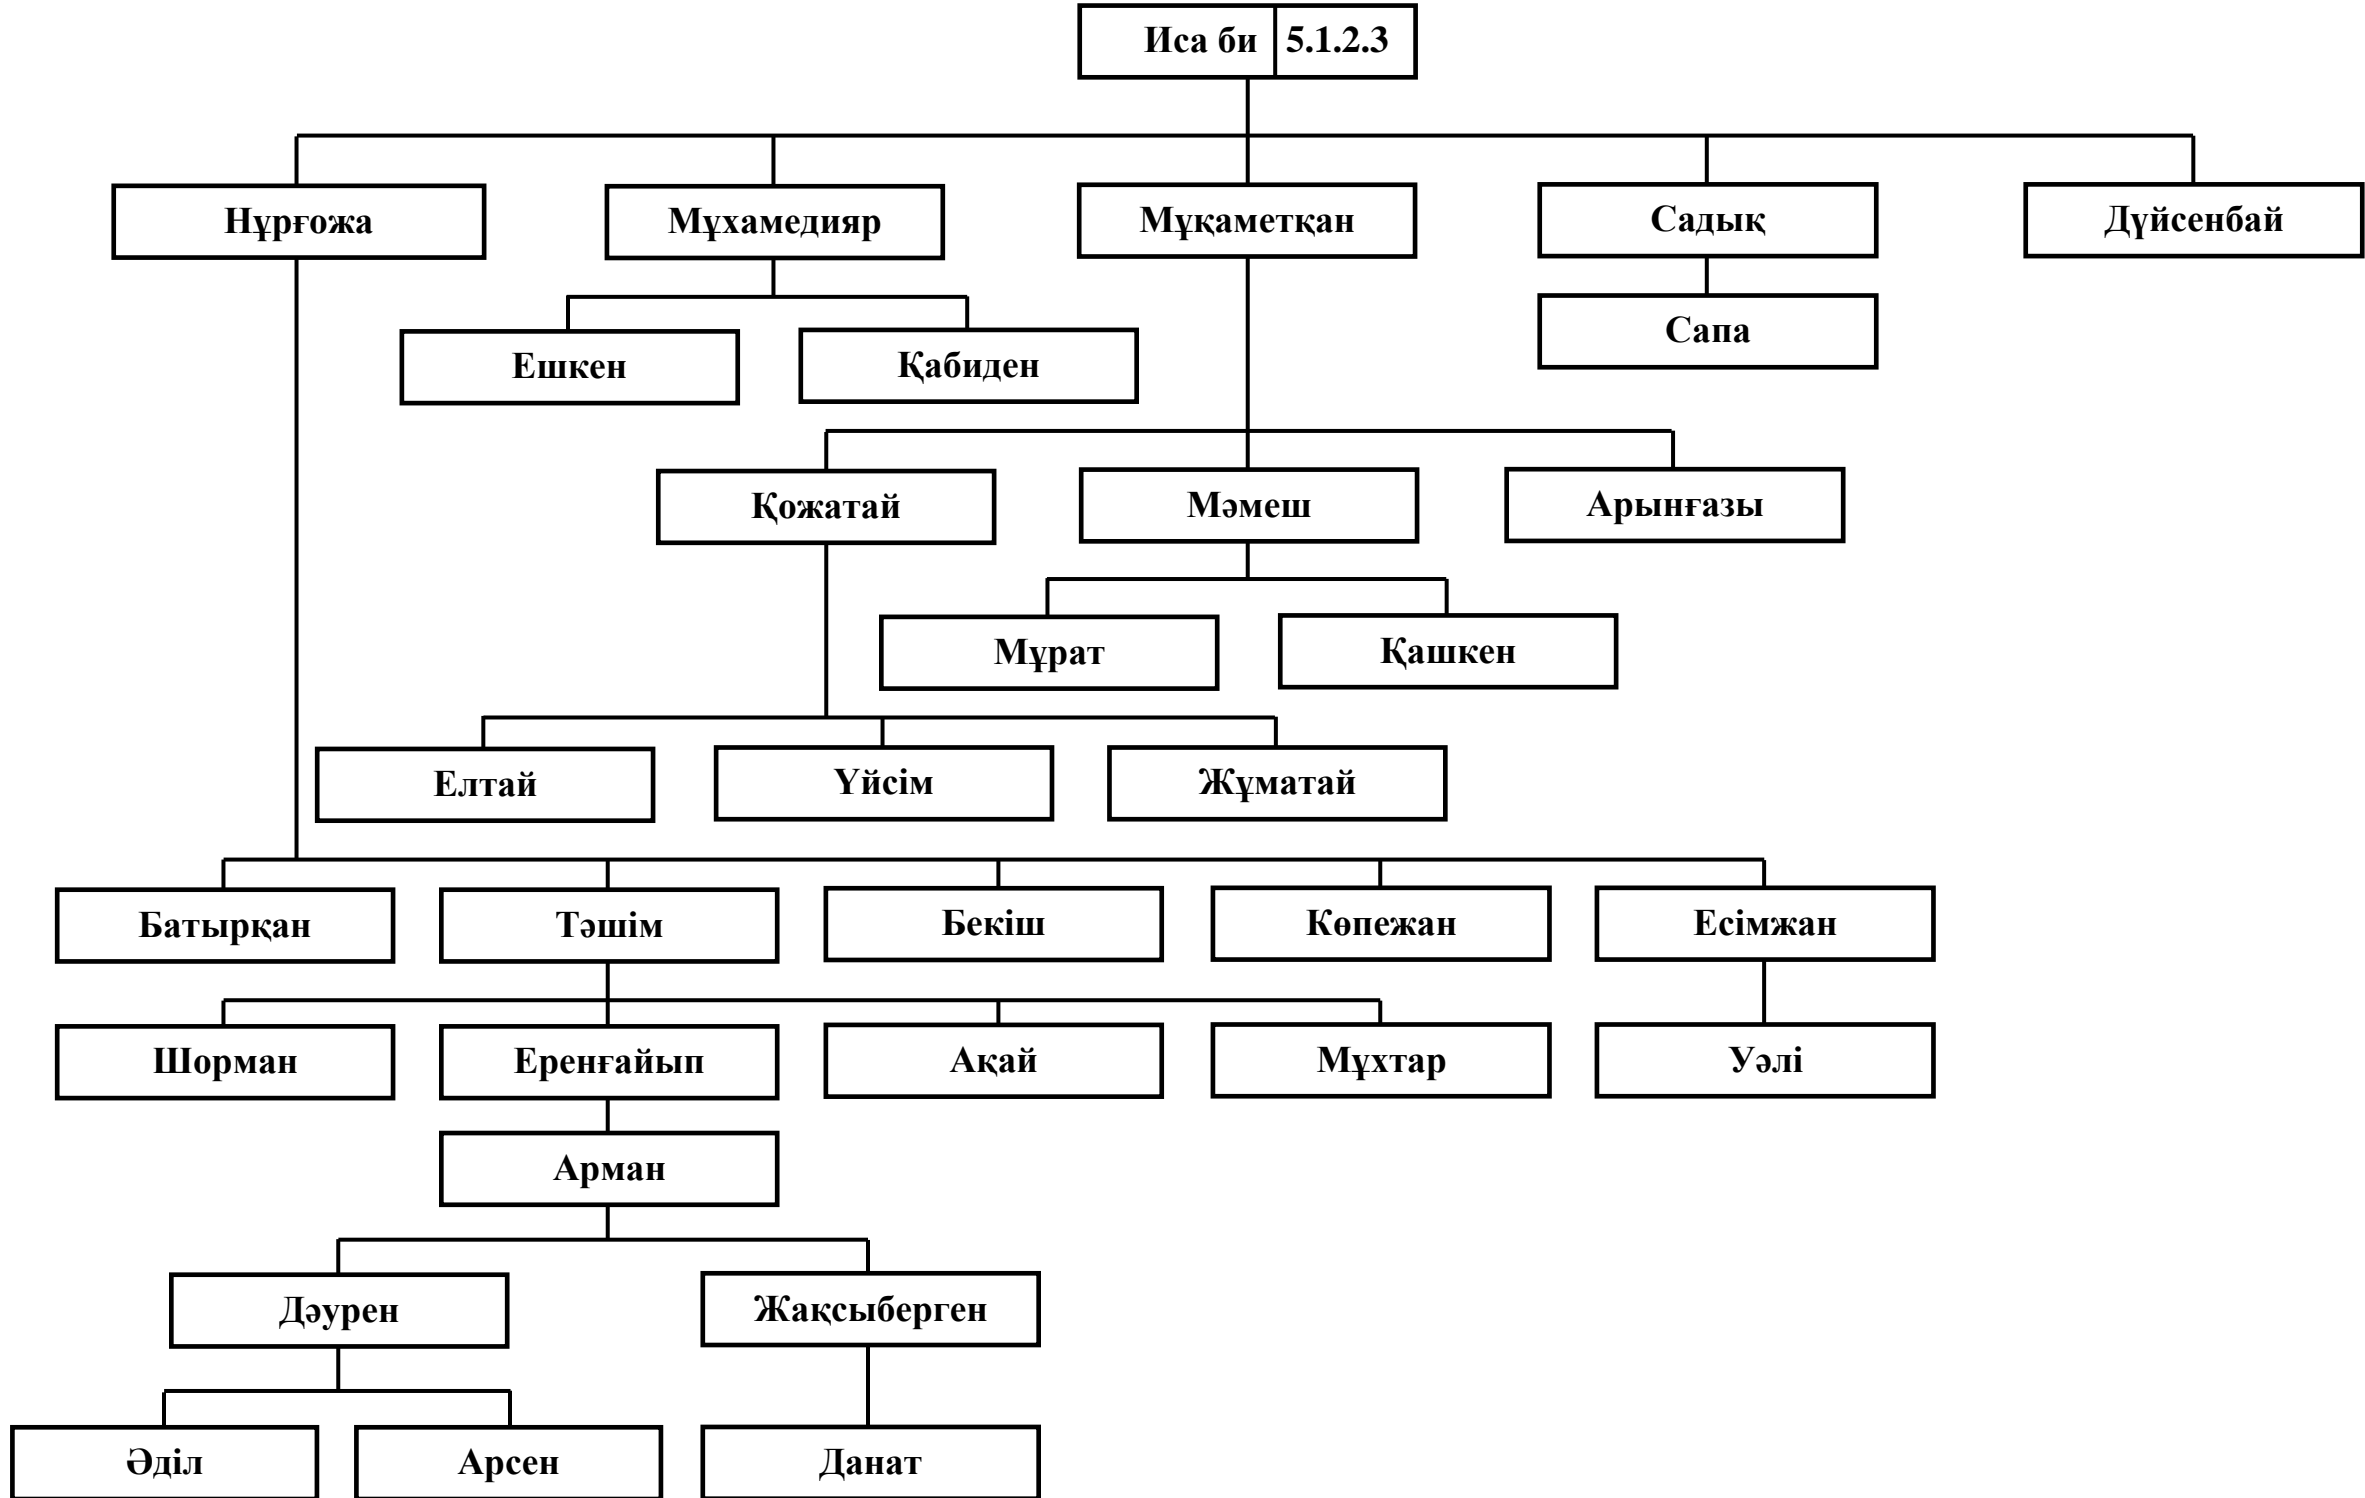 Иса би 5.1.2.3
Нұрғожа
Мұхамедияр
Мұқаметқан
Садық
Дүйсенбай
Ешкен
Қабиден
Сапа
Қожатай
Мәмеш
Арынғазы
Мұрат
Қашкен
Елтай
Үйсім
Жұматай
Батырқан
Тәшім
Бекіш
Көпежан
Есімжан
Шорман
Еренғайып
Ақай
Мұхтар
Уәлі
Арман
Дәурен
Жақсыберген
Әділ
Арсен
Данат